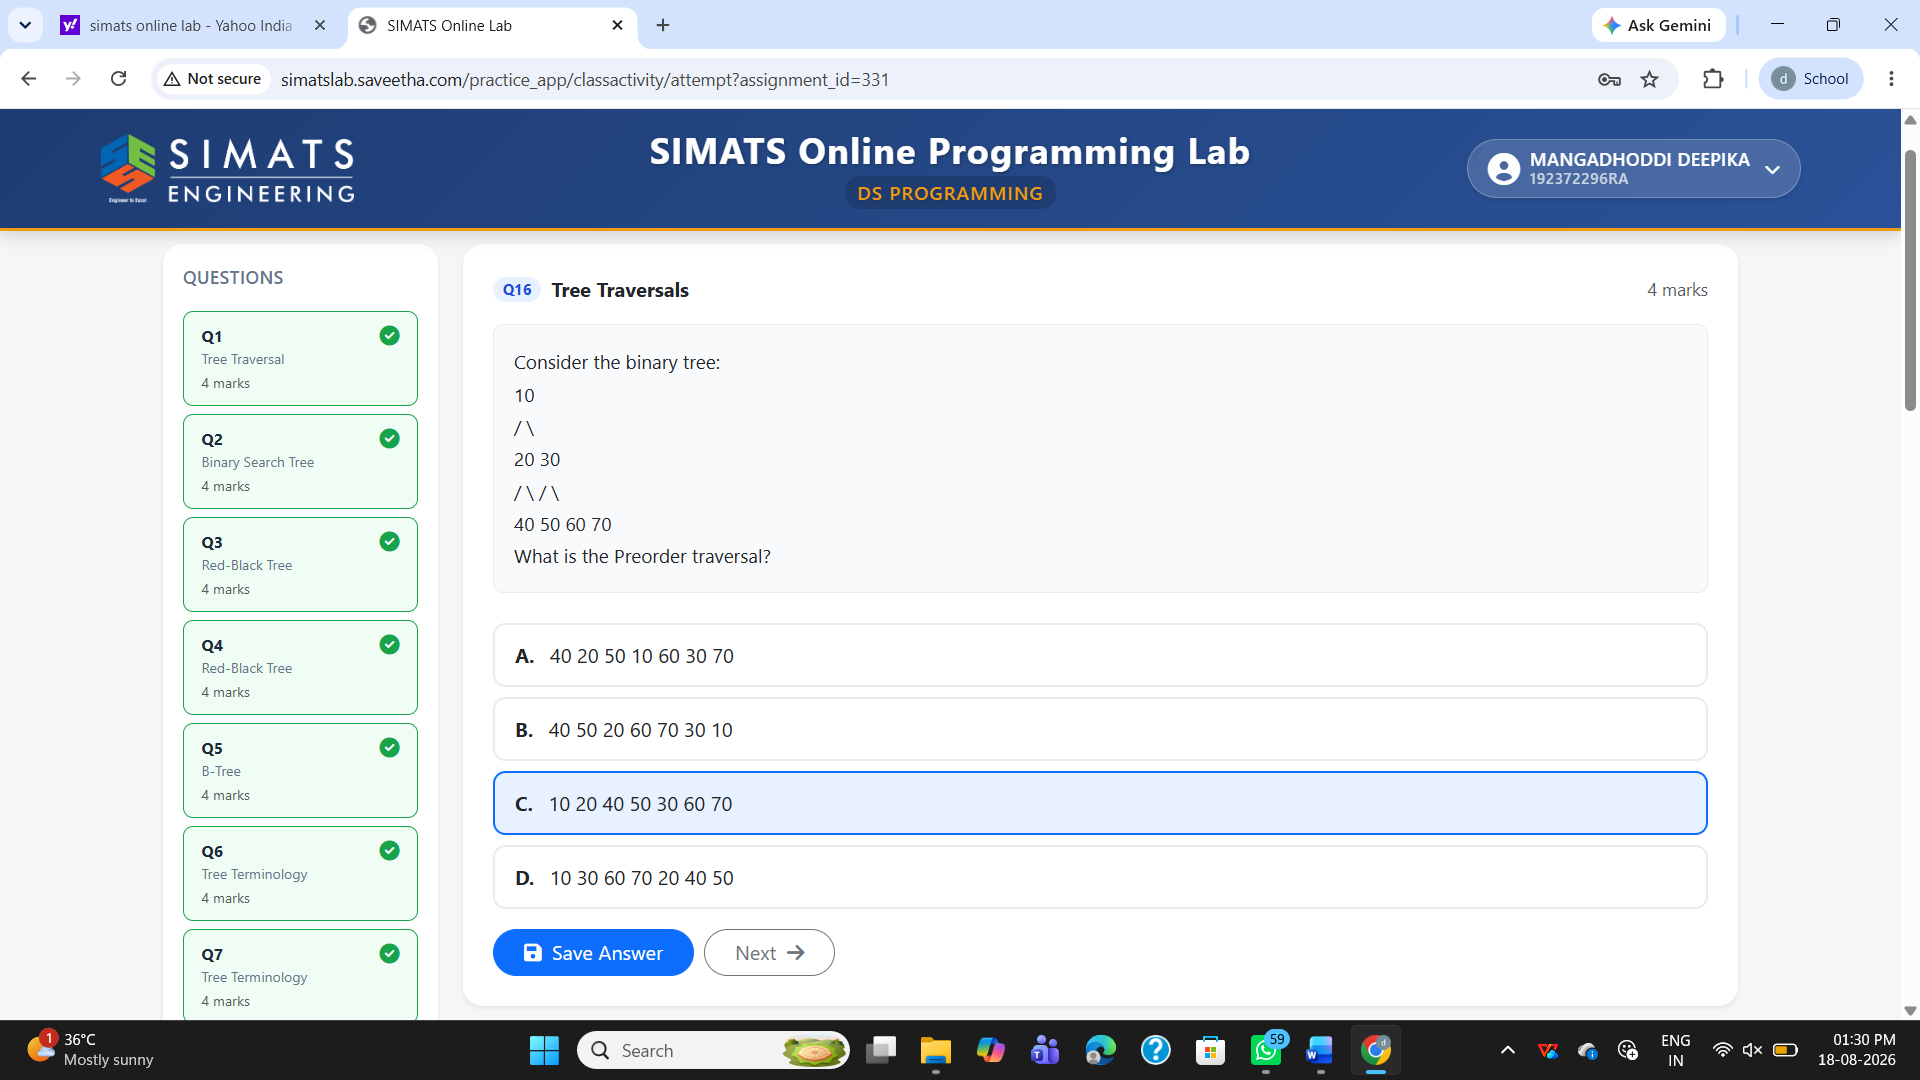 simats online lab - Yahoo India
SIMATS Online Lab
Ask Gemini
Not secure
simatslab.saveetha.com/practice_app/classactivity/attempt?assignment_id=331
d
School
SIMATS
ENGINEERING
Engineer to Excel
SIMATS Online Programming Lab
DS PROGRAMMING
MANGADHODDI DEEPIKA
192372296RA
QUESTIONS
Q1
Tree Traversal
4 marks
Q2
Binary Search Tree
4 marks
Q3
Red-Black Tree
4 marks
Q4
Red-Black Tree
4 marks
Q5
B-Tree
4 marks
Q6
Tree Terminology
4 marks
Q7
Tree Terminology
4 marks
Q16 Tree Traversals
4 marks
Consider the binary tree:
10
/ \
20 30
/ \ / \
40 50 60 70
What is the Preorder traversal?
A. 40 20 50 10 60 30 70
B. 40 50 20 60 70 30 10
C. 10 20 40 50 30 60 70
D. 10 30 60 70 20 40 50
Save Answer
Next
1
36°C
Mostly sunny
Search
59
ENG
IN
01:30 PM
18-08-2026